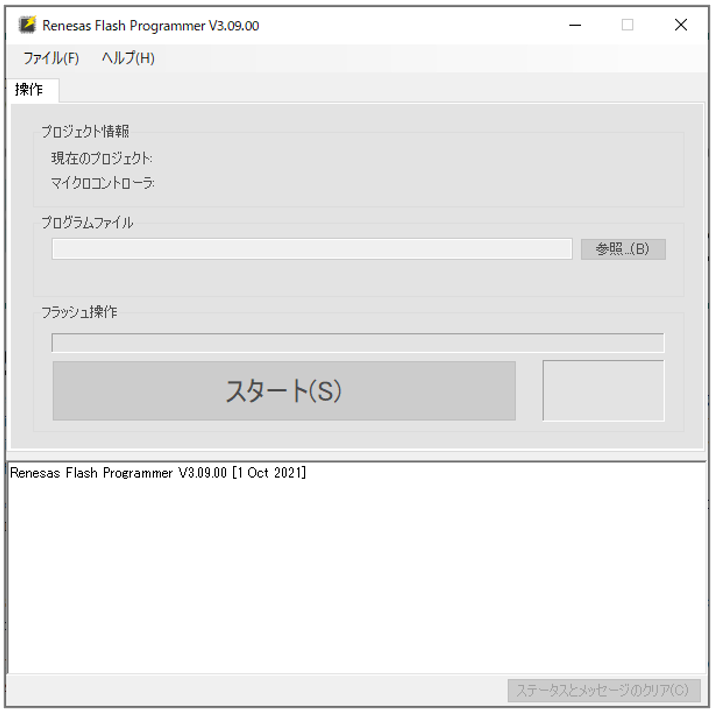 Renesas Flash Programmer V3.09.00
ファイル(F) ヘルプ(H)
操作
プロジェクト情報
現在のプロジェクト:
マイクロコントローラ:
プログラムファイル
参照...(B)
フラッシュ操作
スタート(S)
Renesas Flash Programmer V3.09.00 [1 Oct 2021]
ステータスとメッセージのクリア(C)